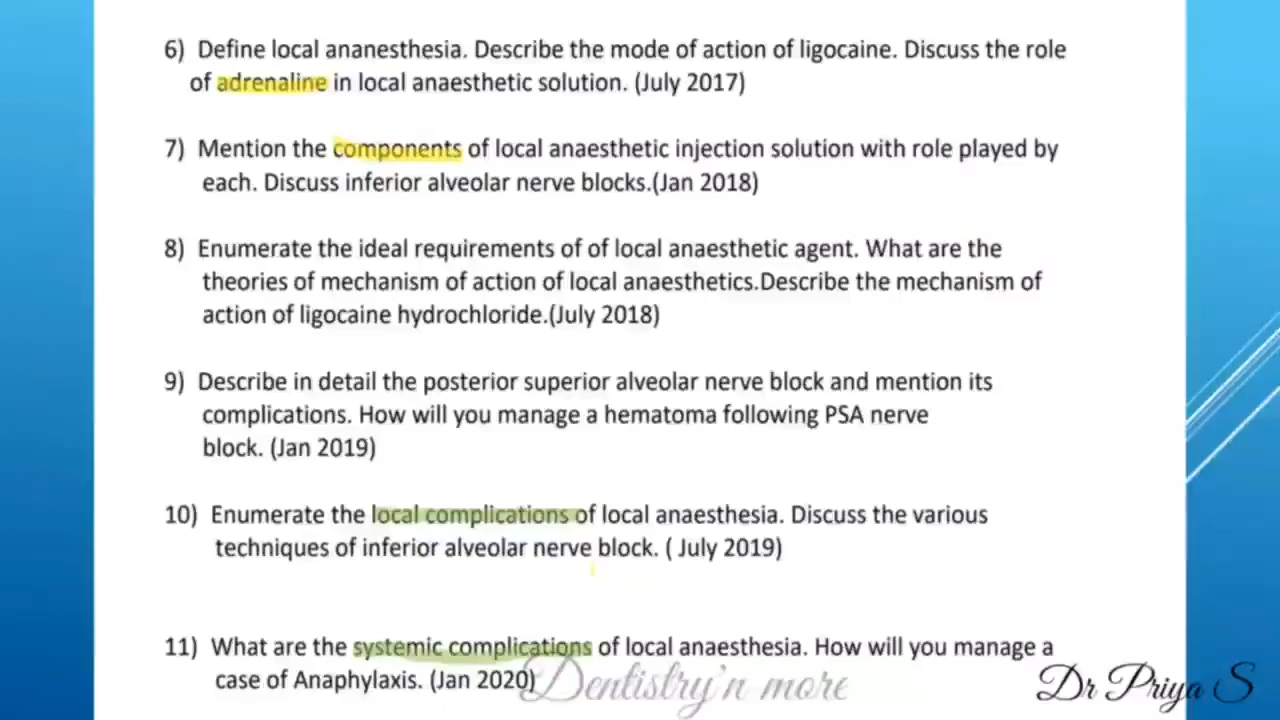 6) Define local ananesthesia. Describe the mode of action of ligocaine. Discuss the role
of adrenaline in local anaesthetic solution. (July 2017)
7) Mention the components of local anaesthetic injection solution with role played by
each. Discuss inferior alveolar nerve blocks.(Jan 2018)
8) Enumerate the ideal requirements of of local anaesthetic agent. What are the
theories of mechanism of action of local anaesthetics.Describe the mechanism of
action of ligocaine hydrochloride.(July 2018)
9) Describe in detail the posterior superior alveolar nerve block and mention its
complications. How will you manage a hematoma following PSA nerve
block. (Jan 2019)
10) Enumerate the local complications of local anaesthesia. Discuss the various
techniques of inferior alveolar nerve block. ( July 2019)
11) What are the systemic complications of local anaesthesia. How will you manage a
case of Anaphylaxis. (Jan 2020)
Dentistry'n more
Dr Priya S